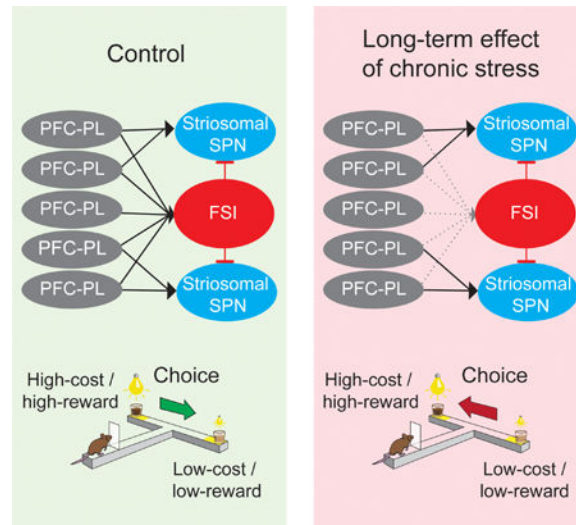 Control
PFC-PL
PFC-PL
PFC-PL
PFC-PL
PFC-PL
Striosomal
SPN
FSI
Striosomal
SPN
High-cost /
high-reward
Choice
Low-cost /
low-reward
Long-term effect
of chronic stress
PFC-PL
PFC-PL
PFC-PL
PFC-PL
PFC-PL
Striosomal
SPN
FSI
Striosomal
SPN
High-cost /
high-reward
Choice
Low-cost /
low-reward